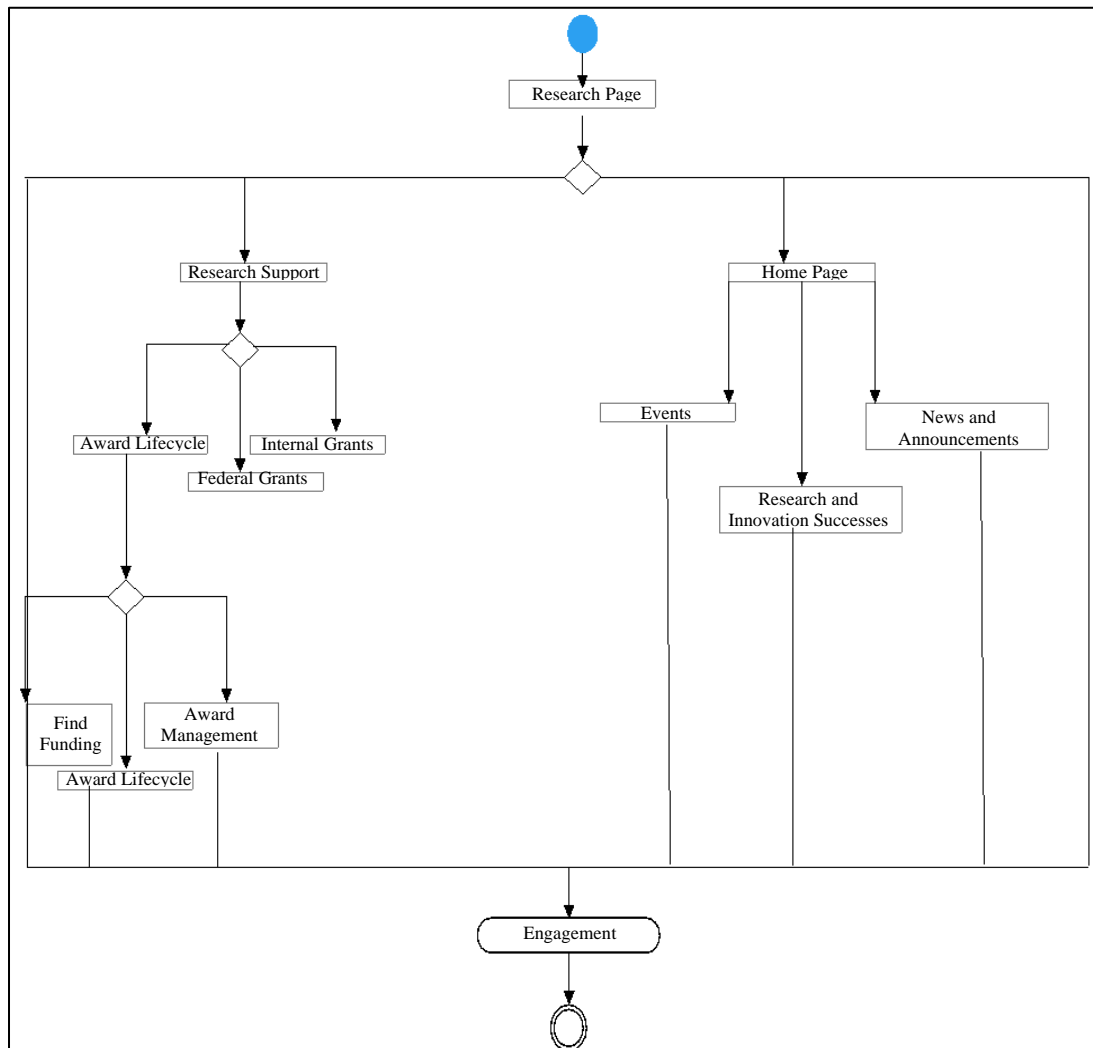 Research Page
Research Support
Home Page
Events
News and
Announcements
Award Lifecycle
Internal Grants
Federal Grants
Research and
Innovation Successes
Find
Funding
Award
Management
Award Lifecycle
Engagement